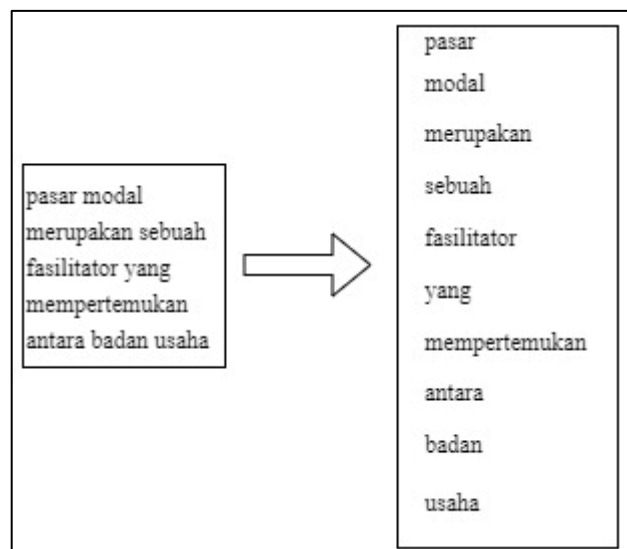 pasar modal
merupakan sebuah
fasilitator yang
mempertemukan
antara badan usaha
pasar
modal
merupakan
sebuah
fasilitator
yang
mempertemukan
antara
badan
usaha